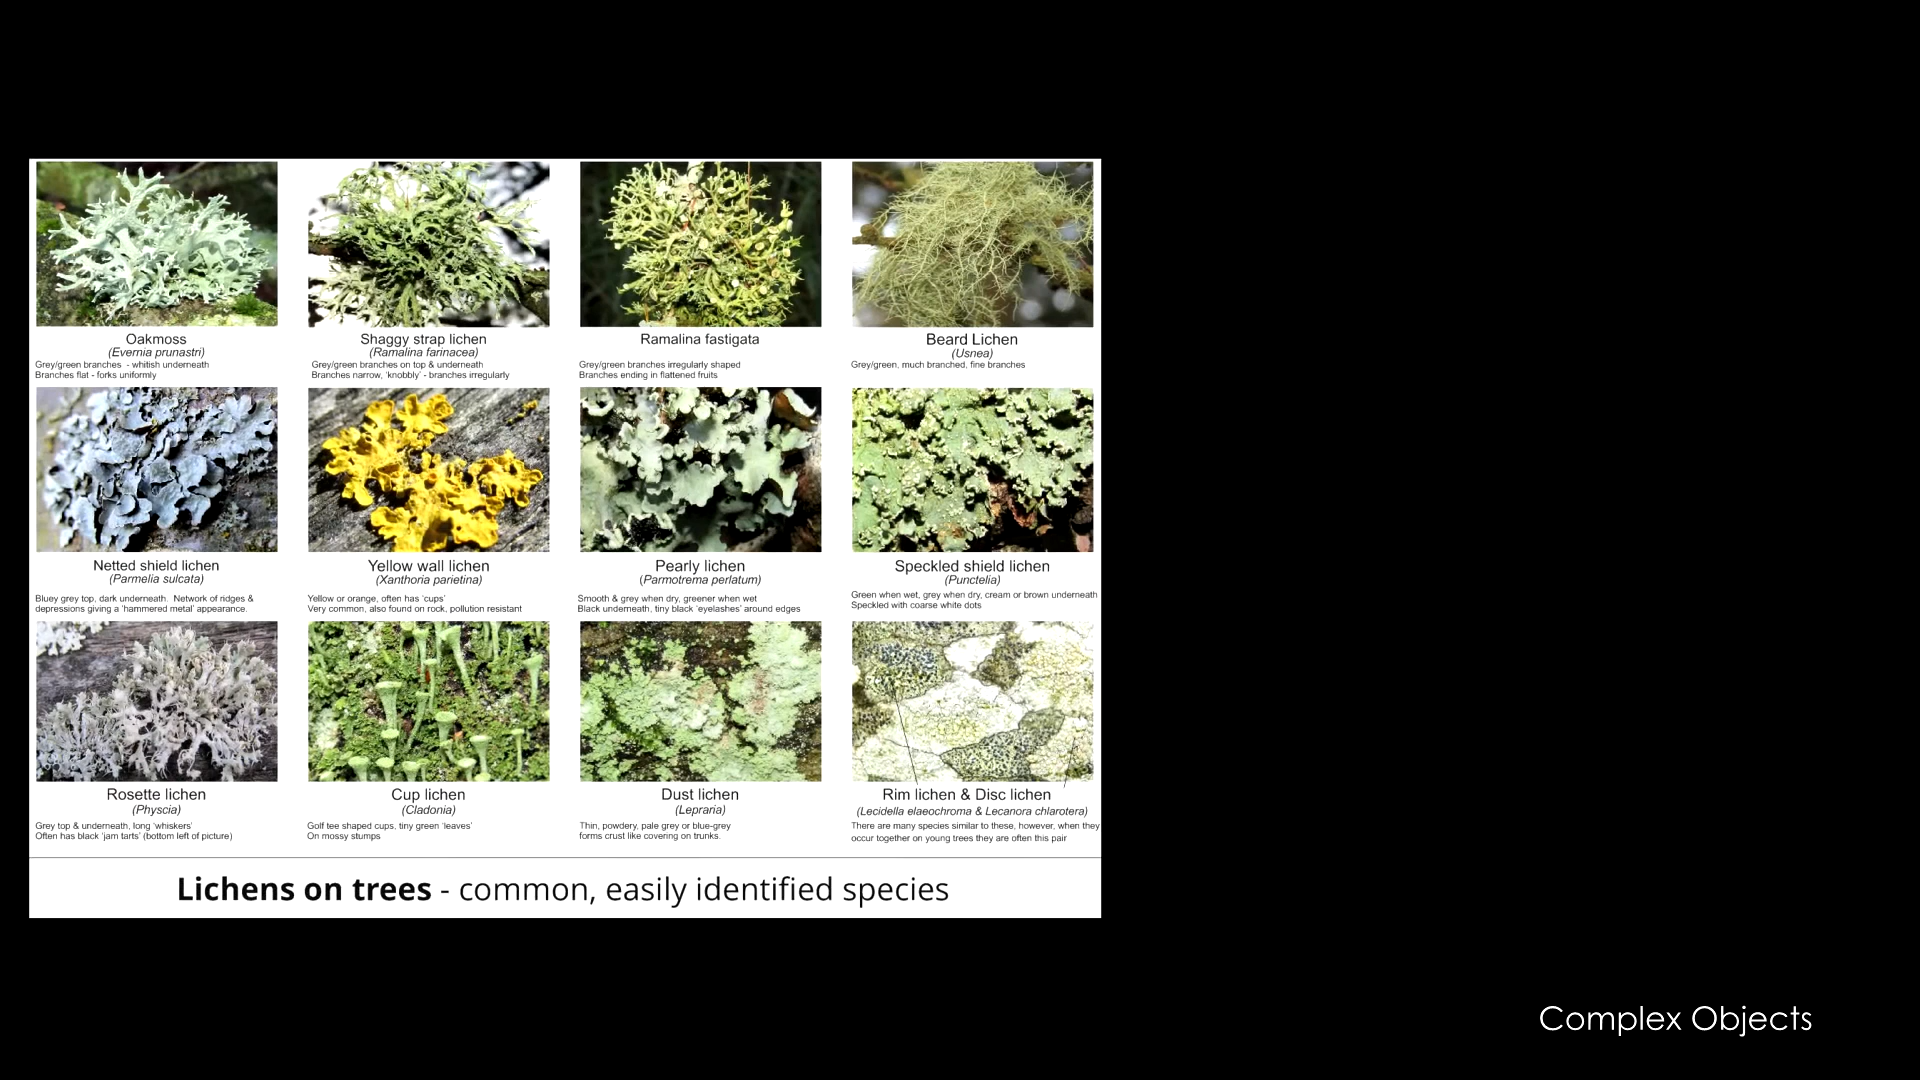 Oakmoss
(Evernia prunastri)
Grey/green branches - whitish underneath
Branches flat - forks uniformly
Shaggy strap lichen
(Ramalina farinacea)
Grey/green branches on top & underneath
Branches narrow, 'knobbly' - branches irregularly
Ramalina fastigata
Grey/green branches irregularly shaped
Branches ending in flattened fruits
Beard Lichen
(Usnea)
Grey/green, much branched, fine branches
Netted shield lichen
(Parmelia sulcata)
Bluey grey top, dark underneath. Network of ridges &
depressions giving a 'hammered metal' appearance.
Yellow wall lichen
(Xanthoria parietina)
Yellow or orange, often has 'cups'
Very common, also found on rock, pollution resistant
Pearly lichen
(Parmotrema perlatum)
Smooth & grey when dry, greener when wet
Black underneath, tiny black 'eyelashes' around edges
Speckled shield lichen
(Punctelia)
Green when wet, grey when dry, cream or brown underneath
Speckled with coarse white dots
Rosette lichen
(Physcia)
Grey top & underneath, long 'whiskers'
Often has black 'jam tarts' (bottom left of picture)
Cup lichen
(Cladonia)
Golf tee shaped cups, tiny green 'leaves'
On mossy stumps
Dust lichen
(Lepraria)
Thin, powdery, pale grey or blue-grey
forms crust like covering on trunks.
Rim lichen & Disc lichen
(Lecidella elaeochroma & Lecanora chlarotera)
There are many species similar to these, however, when they
occur together on young trees they are often this pair
Lichens on trees - common, easily identified species
Complex Objects